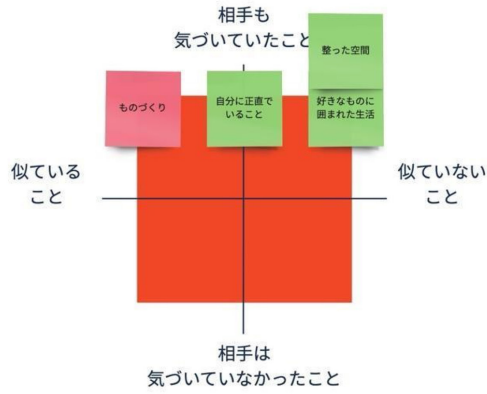 相手も
気づいていたこと
整った空間
ものづくり
自分に正直で
いること
好きなものに
囲まれた生活
似ている
こと
似ていない
こと
相手は
気づいていなかったこと